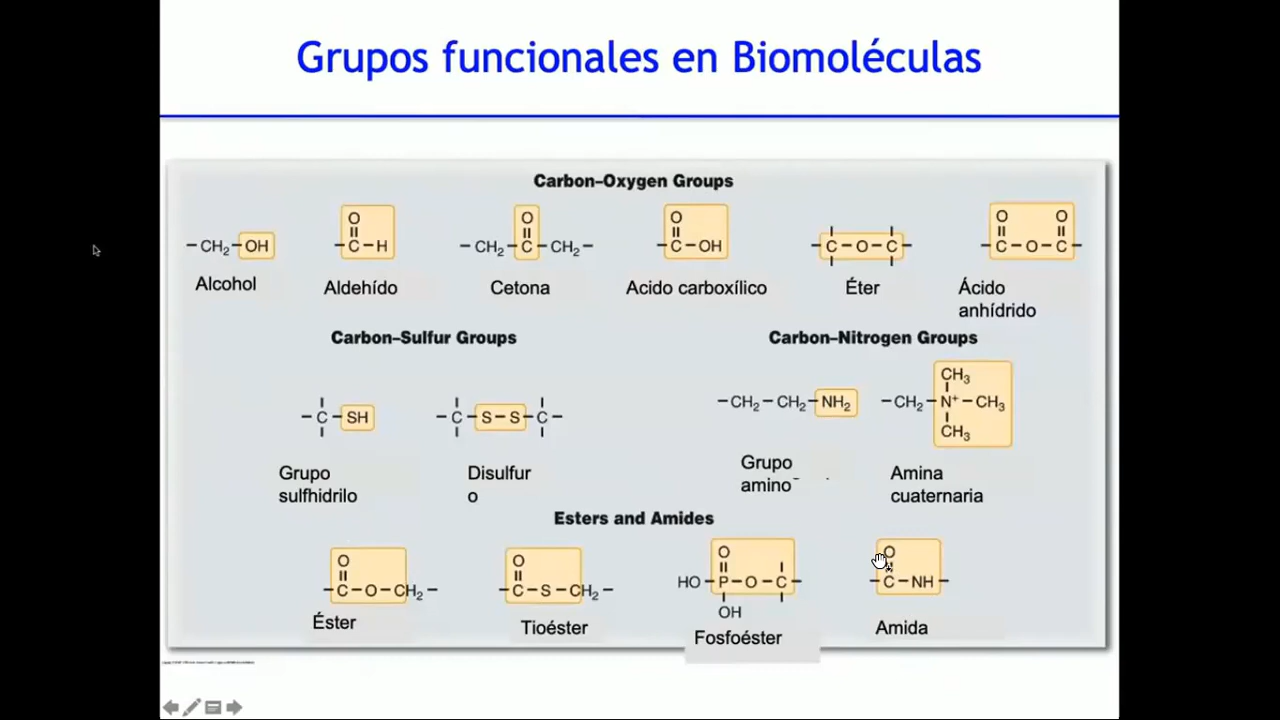 Grupos funcionales en Biomoléculas
Carbon–Oxygen Groups
O
O
O
O
O
–CH₂–OH
–C–H
–CH₂–C–CH₂–
–C–OH
–C–O–C–
–C–O–C–
Alcohol
Aldehído
Cetona
Acido carboxílico
Éter
Ácido
anhídrido
Carbon–Sulfur Groups
Carbon–Nitrogen Groups
–C–SH
–C–S–S–C–
–CH₂–CH₂–NH₂
CH₃
–CH₂–N⁺–CH₃
CH₃
Grupo
sulfhidrilo
Disulfur
o
Grupo
amino
Amina
cuaternaria
Esters and Amides
O
–C–O–CH₂–
O
–C–S–CH₂–
O
HO–P–O–C–
OH
O
–C–NH–
Éster
Tioéster
Fosfoéster
Amida